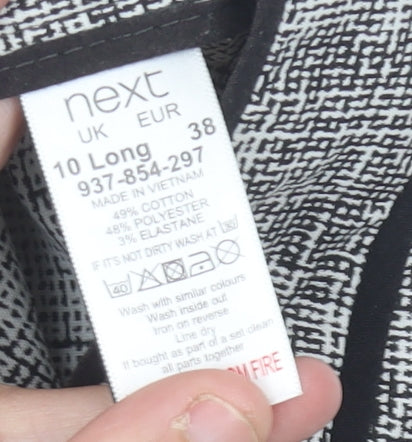 next
UK EUR
10 Long 38
937-854-297
MADE IN VIETNAM
49% COTTON
48% POLYESTER
3% ELASTANE
IF IT'S NOT DIRTY WASH AT 30
40
Wash with similar colours
Wash inside out
Iron on reverse
Line dry
If bought as part of a set clean
all parts together
FIRE